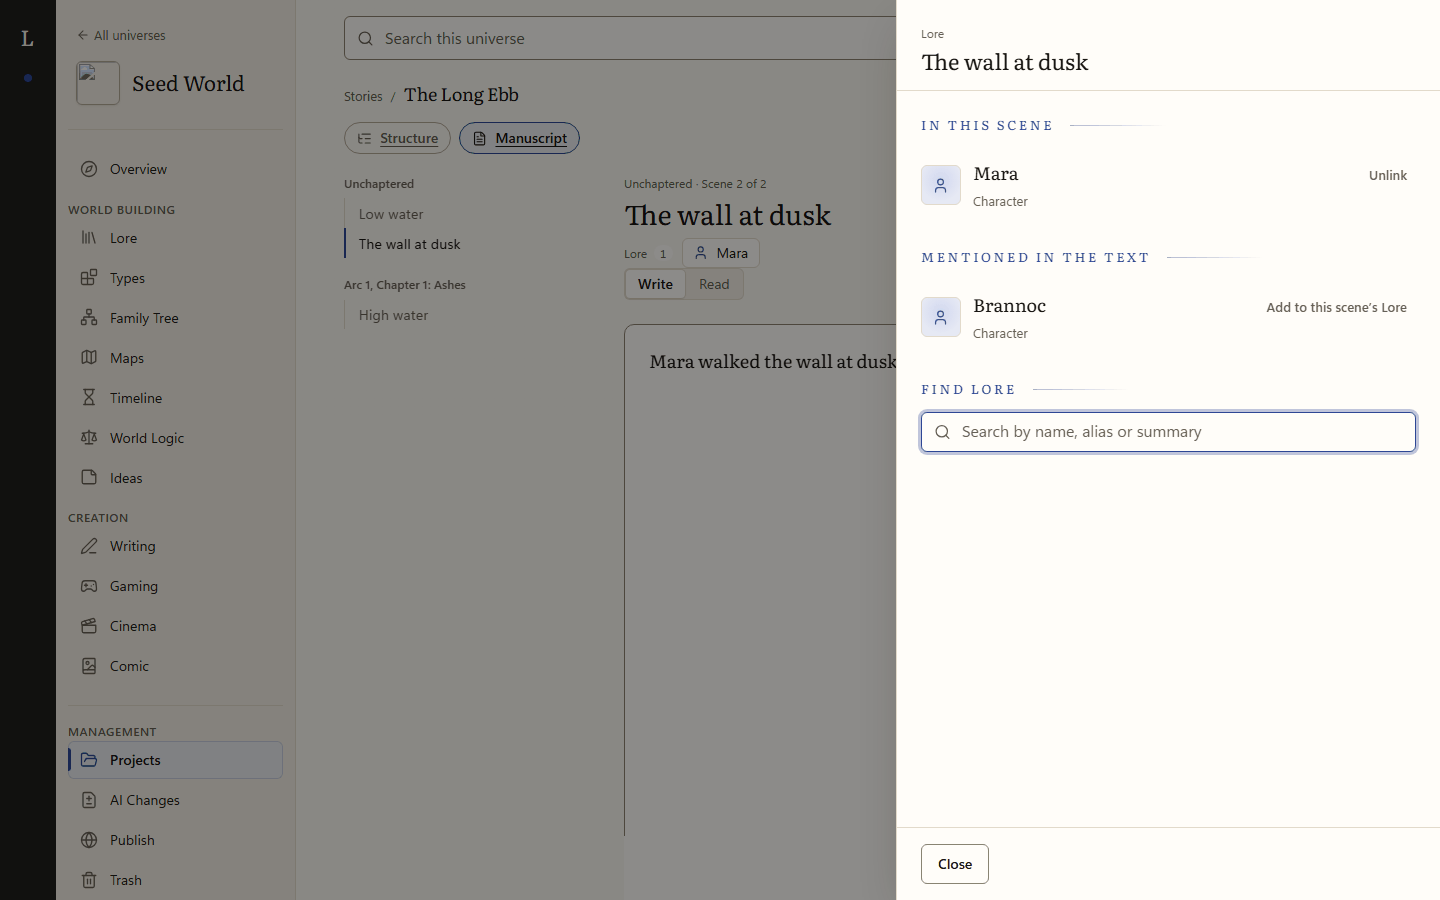 L
All universes
Seed World
Overview
WORLD BUILDING
Lore
Types
Family Tree
Maps
Timeline
World Logic
Ideas
CREATION
Writing
Gaming
Cinema
Comic
MANAGEMENT
Projects
AI Changes
Publish
Trash
Search this universe
Stories / The Long Ebb
Structure
Manuscript
Unchaptered
Low water
The wall at dusk
Arc 1, Chapter 1: Ashes
High water
Unchaptered · Scene 2 of 2
The wall at dusk
Lore 1 Mara
Write Read
Mara walked the wall at dusk
Lore
The wall at dusk
IN THIS SCENE
Mara
Unlink
Character
MENTIONED IN THE TEXT
Brannoc
Add to this scene’s Lore
Character
FIND LORE
Search by name, alias or summary
Close